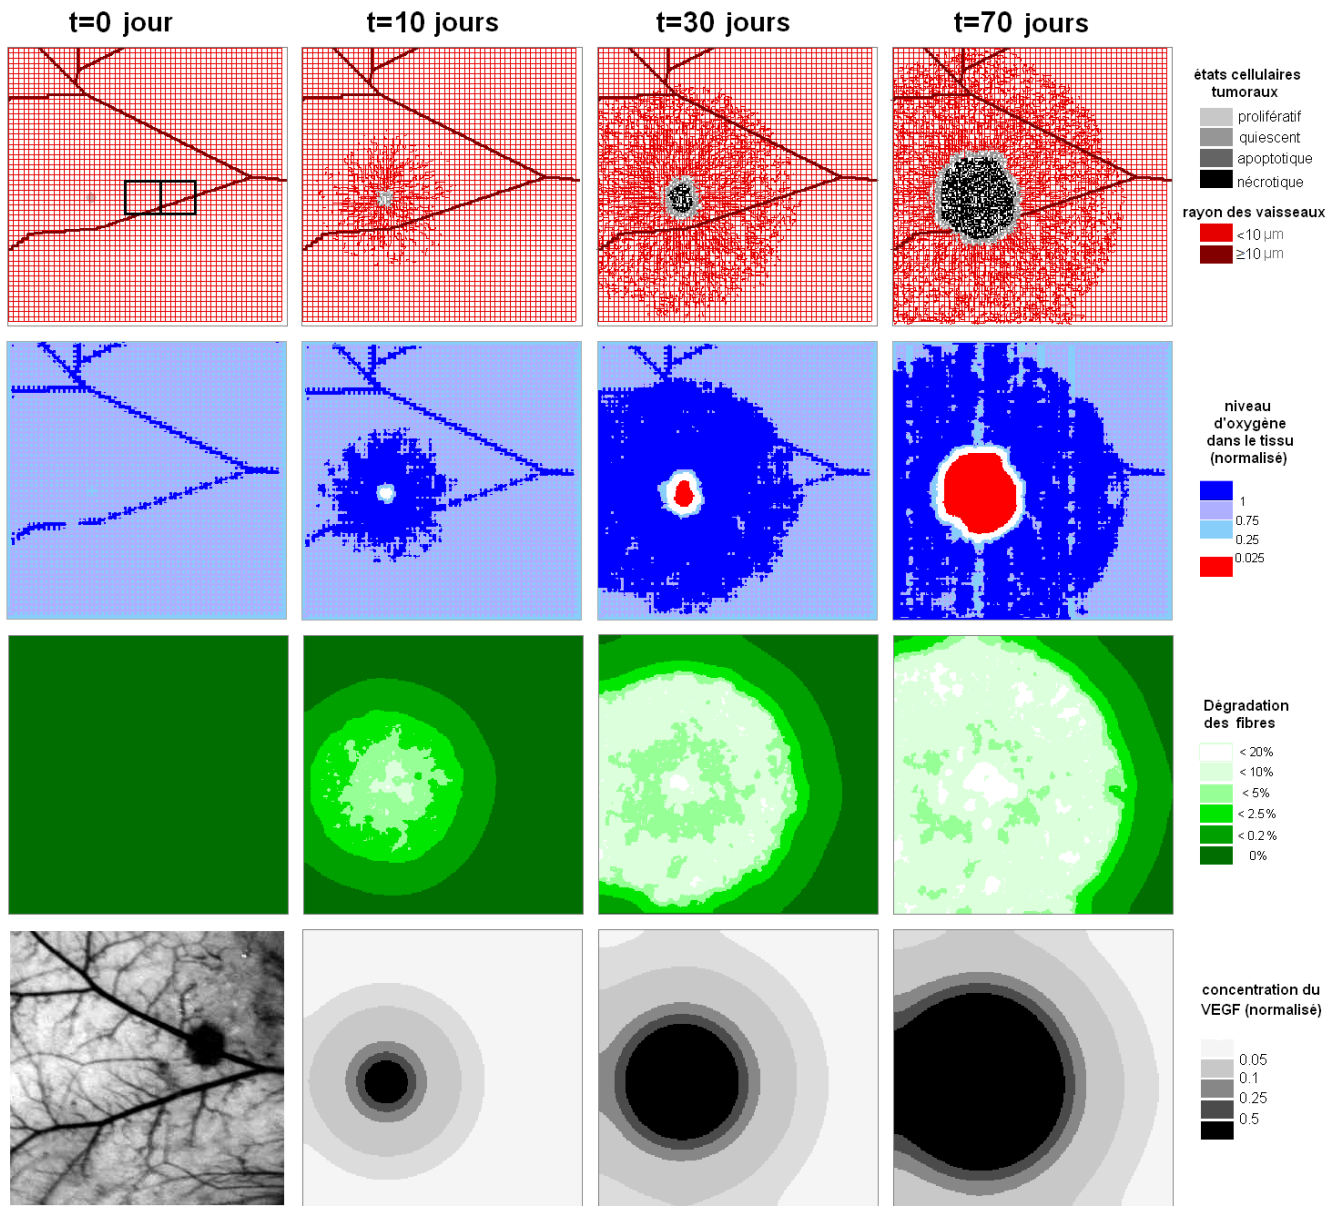 t=0 jour
t=10 jours
t=30 jours
t=70 jours
états cellulaires
tumoraux
prolifératif
quiescent
apoptotique
nécrotique
rayon des vaisseaux
<10 µm
≥10 µm
niveau
d'oxygène
dans le tissu
(normalisé)
1
0.75
0.25
0.025
Dégradation
des fibres
< 20%
< 10%
< 5%
< 2.5%
< 0.2%
0%
concentration du
VEGF (normalisé)
0.05
0.1
0.25
0.5